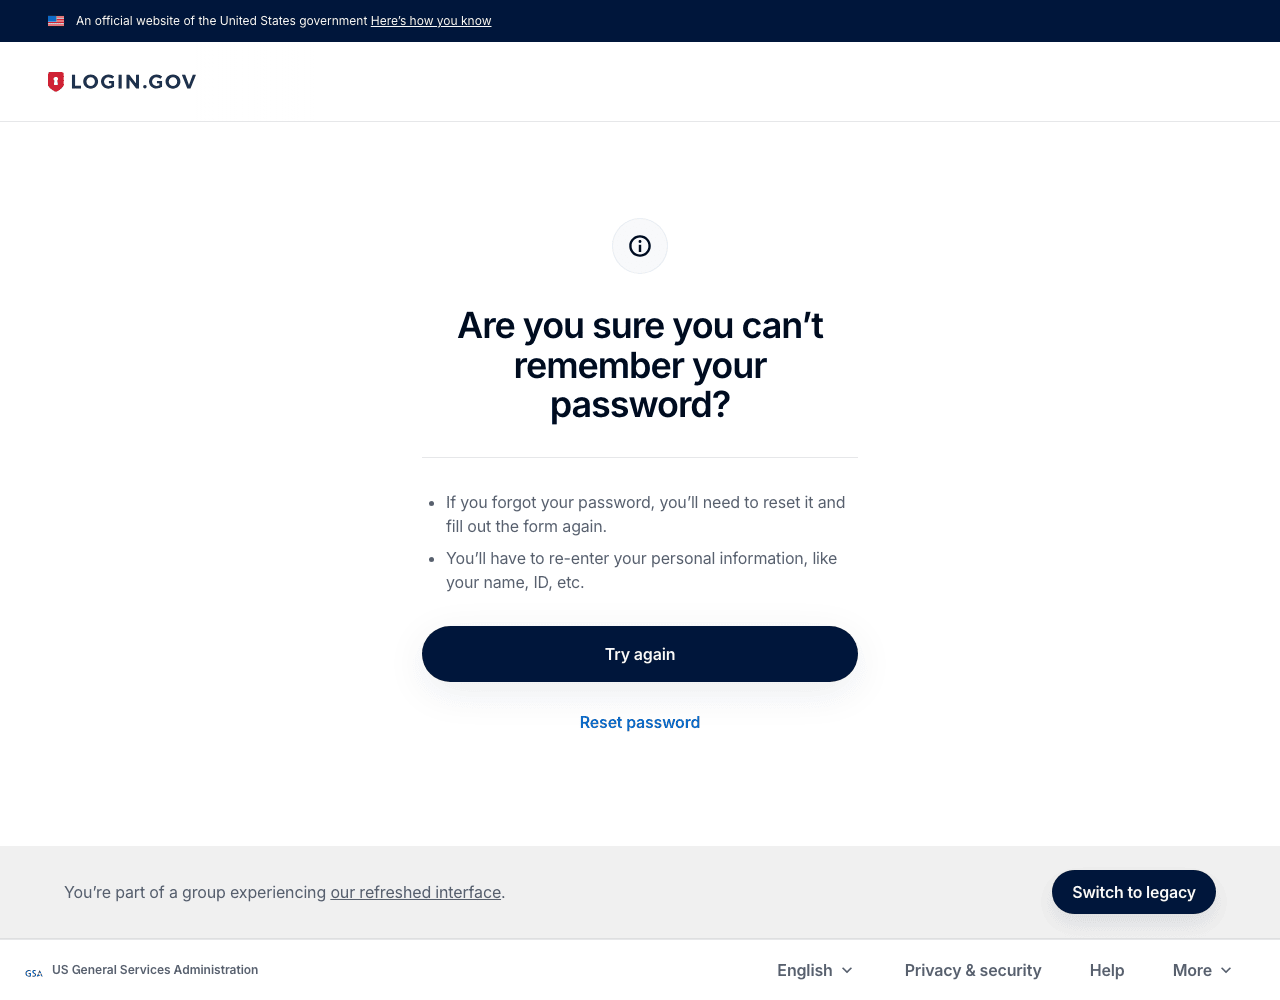 An official website of the United States government Here’s how you know
LOGIN.GOV
Are you sure you can’t
remember your
password?
If you forgot your password, you’ll need to reset it and
fill out the form again.
You’ll have to re-enter your personal information, like
your name, ID, etc.
Try again
Reset password
You’re part of a group experiencing our refreshed interface.
Switch to legacy
GSA US General Services Administration
English
Privacy & security
Help
More